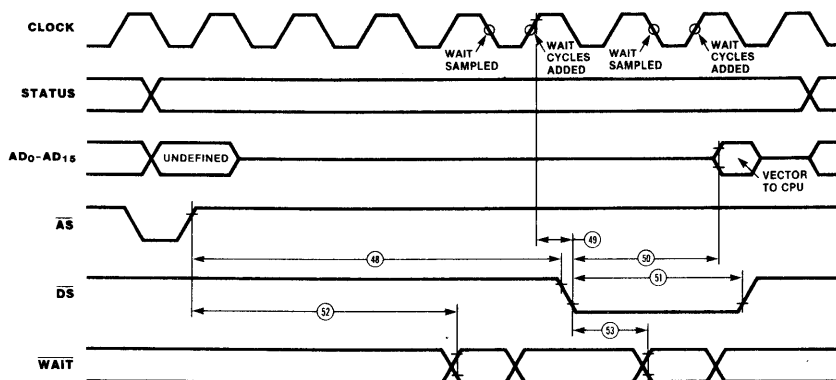 CLOCK
WAIT
SAMPLED
WAIT
CYCLES
ADDED
WAIT
SAMPLED
WAIT
CYCLES
ADDED
STATUS
AD0-AD15
UNDEFINED
VECTOR
TO CPU
AS
49
48
50
51
DS
52
53
WAIT